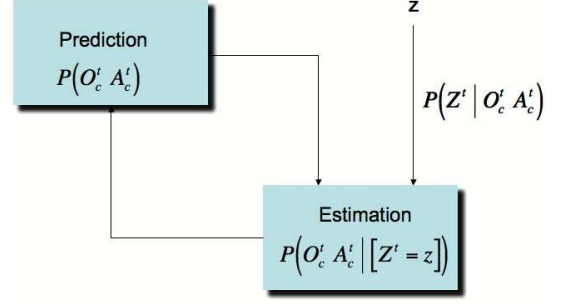 z
Prediction
P(O_c^t A_c^t)
P(Z^t | O_c^t A_c^t)
Estimation
P(O_c^t A_c^t | [Z^t = z])